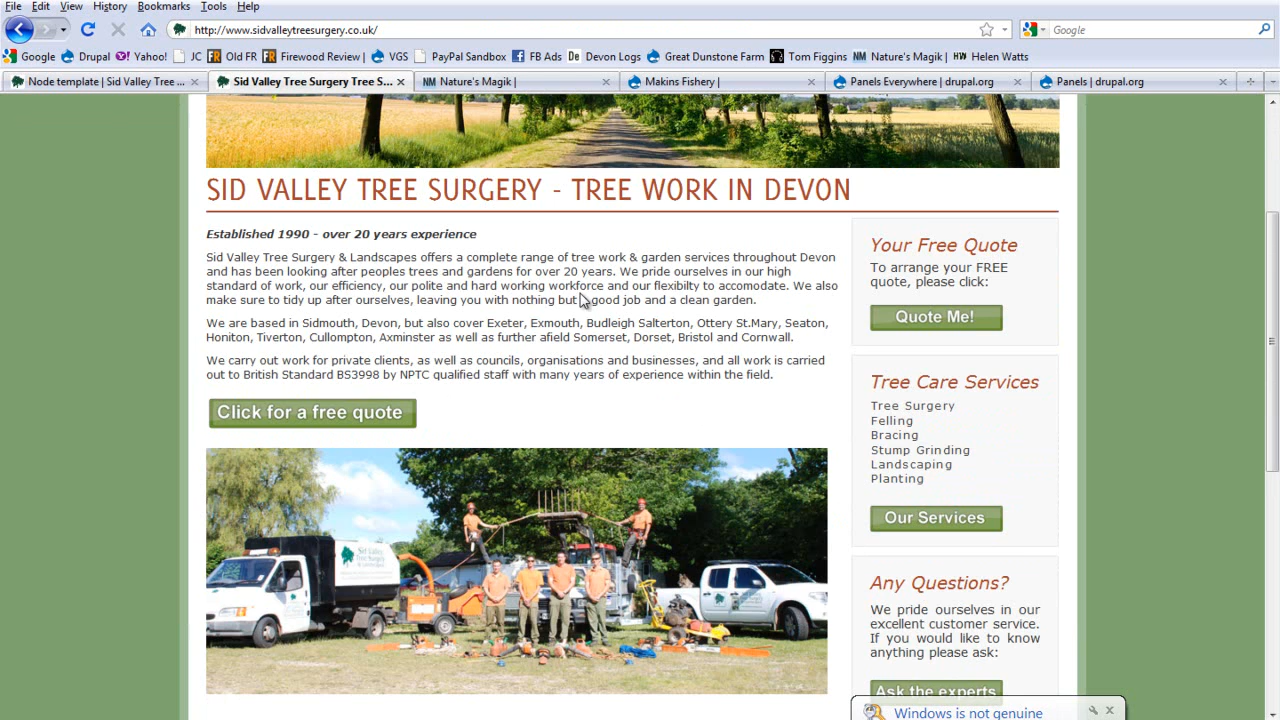 File Edit View History Bookmarks Tools Help
http://www.sidvalleytreesurgery.co.uk/
Google
Google Drupal Yahoo! JC Old FR Firewood Review | VGS PayPal Sandbox FB Ads Devon Logs Great Dunstone Farm Tom Figgins Nature's Magik | Helen Watts
Node template | Sid Valley Tree ... Sid Valley Tree Surgery Tree S... Nature's Magik | Makins Fishery | Panels Everywhere | drupal.org Panels | drupal.org
SID VALLEY TREE SURGERY - TREE WORK IN DEVON
Established 1990 - over 20 years experience
Sid Valley Tree Surgery & Landscapes offers a complete range of tree work & garden services throughout Devon
and has been looking after peoples trees and gardens for over 20 years. We pride ourselves in our high
standard of work, our efficiency, our polite and hard working workforce and our flexibilty to accomodate. We also
make sure to tidy up after ourselves, leaving you with nothing but good job and a clean garden.
We are based in Sidmouth, Devon, but also cover Exeter, Exmouth, Budleigh Salterton, Ottery St.Mary, Seaton,
Honiton, Tiverton, Cullompton, Axminster as well as further afield Somerset, Dorset, Bristol and Cornwall.
We carry out work for private clients, as well as councils, organisations and businesses, and all work is carried
out to British Standard BS3998 by NPTC qualified staff with many years of experience within the field.
Click for a free quote
Sid Valley
Tree Surgery
& Landscapes
Your Free Quote
To arrange your FREE
quote, please click:
Quote Me!
Tree Care Services
Tree Surgery
Felling
Bracing
Stump Grinding
Landscaping
Planting
Our Services
Any Questions?
We pride ourselves in our
excellent customer service.
If you would like to know
anything please ask:
Ask the experts
Windows is not genuine